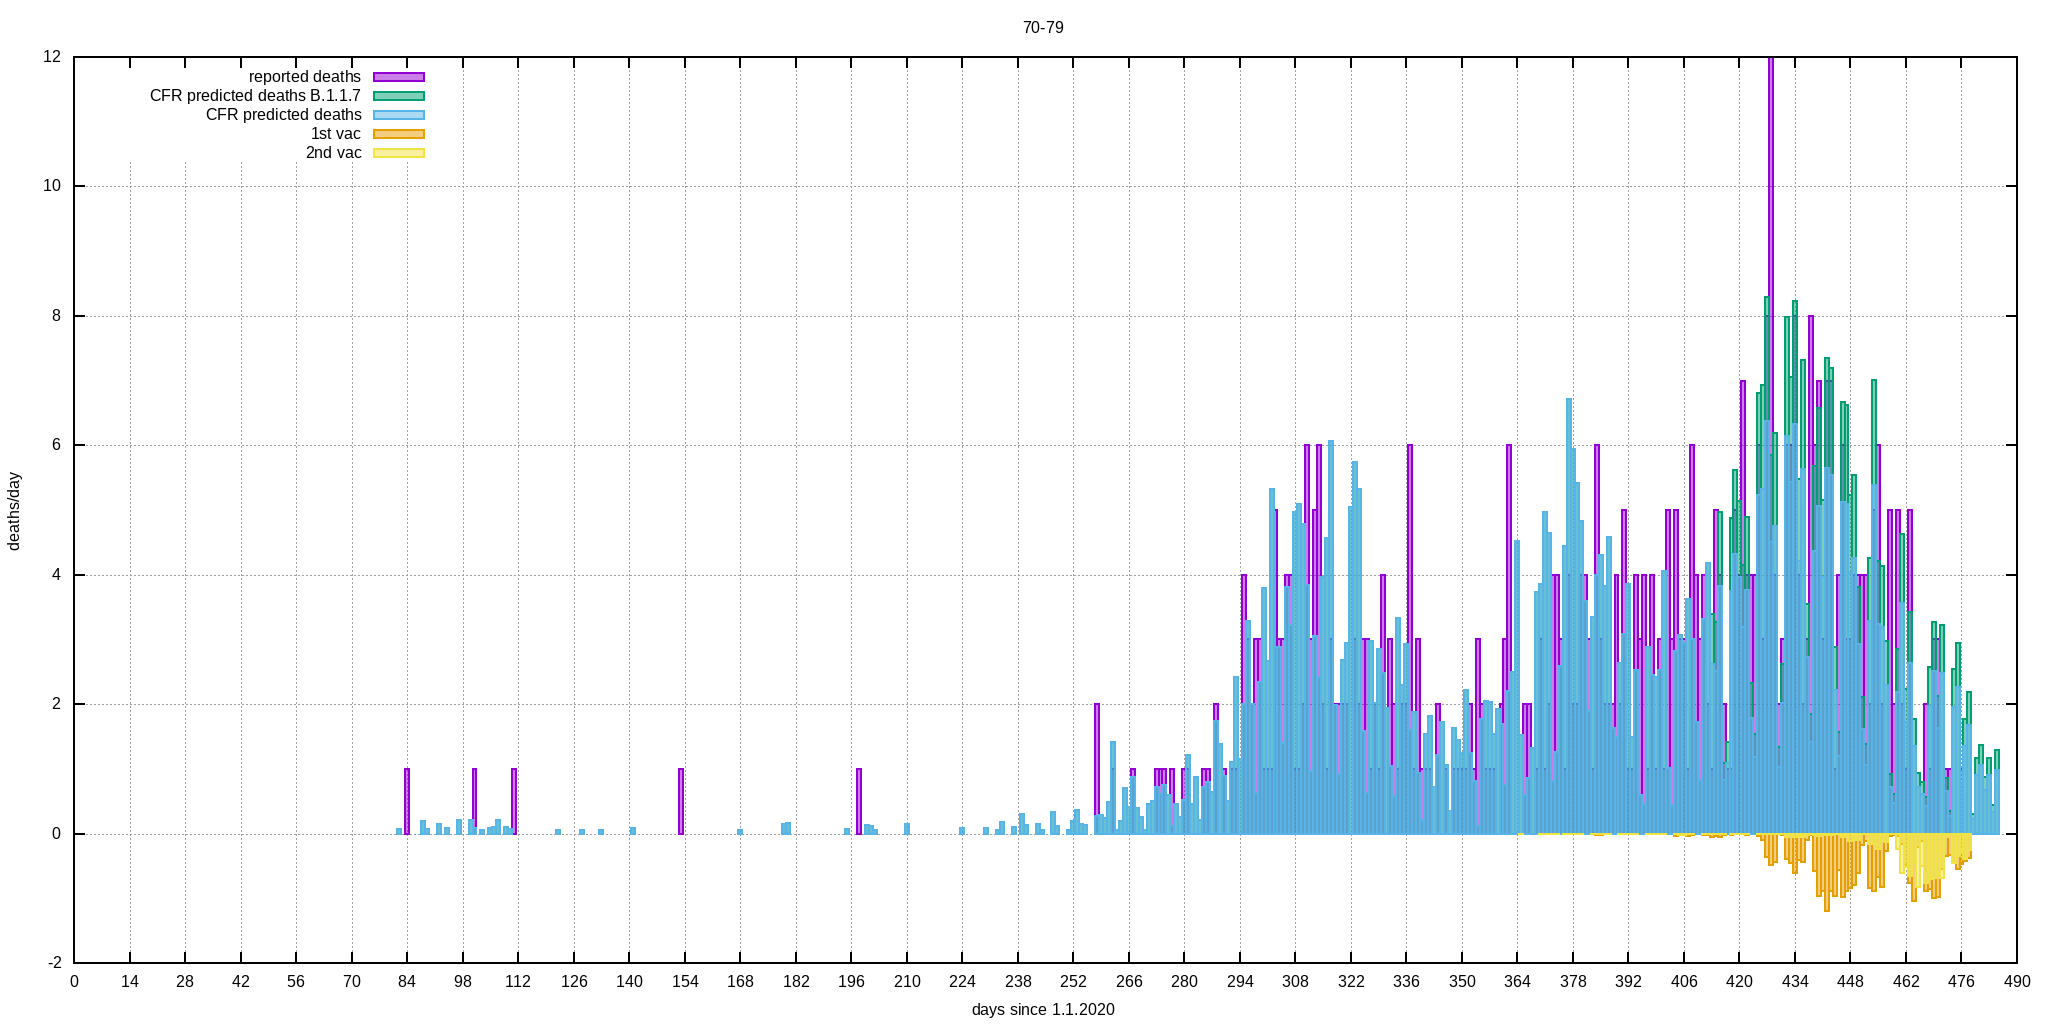 70-79
reported deaths
CFR predicted deaths B.1.1.7
CFR predicted deaths
1st vac
2nd vac
12
10
8
6
4
2
0
-2
deaths/day
0 14 28 42 56 70 84 98 112 126 140 154 168 182 196 210 224 238 252 266 280 294 308 322 336 350 364 378 392 406 420 434 448 462 476 490
days since 1.1.2020